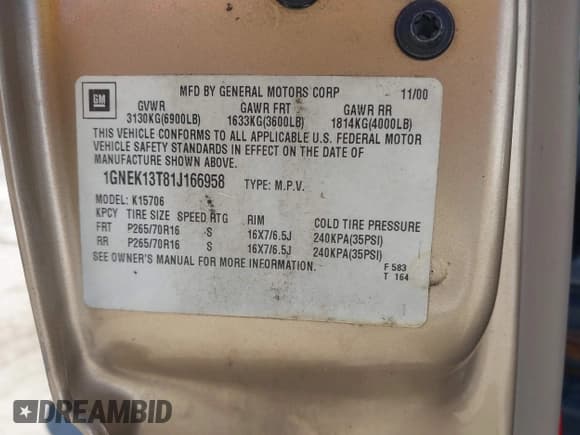 GM
MFD BY GENERAL MOTORS CORP 11/00
GVWR GAWR FRT GAWR RR
3130KG(6900LB) 1633KG(3600LB) 1814KG(4000LB)
THIS VEHICLE CONFORMS TO ALL APPLICABLE U.S. FEDERAL MOTOR
VEHICLE SAFETY STANDARDS IN EFFECT ON THE DATE OF
MANUFACTURE SHOWN ABOVE.
1GNEK13T81J166958 TYPE: M.P.V.
MODEL: K15706
KPCY TIRE SIZE SPEED RTG RIM COLD TIRE PRESSURE
FRT P265/70R16 S 16X7/6.5J 240KPA(35PSI)
RR P265/70R16 S 16X7/6.5J 240KPA(35PSI)
SEE OWNER'S MANUAL FOR MORE INFORMATION.
F 583
T 164
DREAMBID